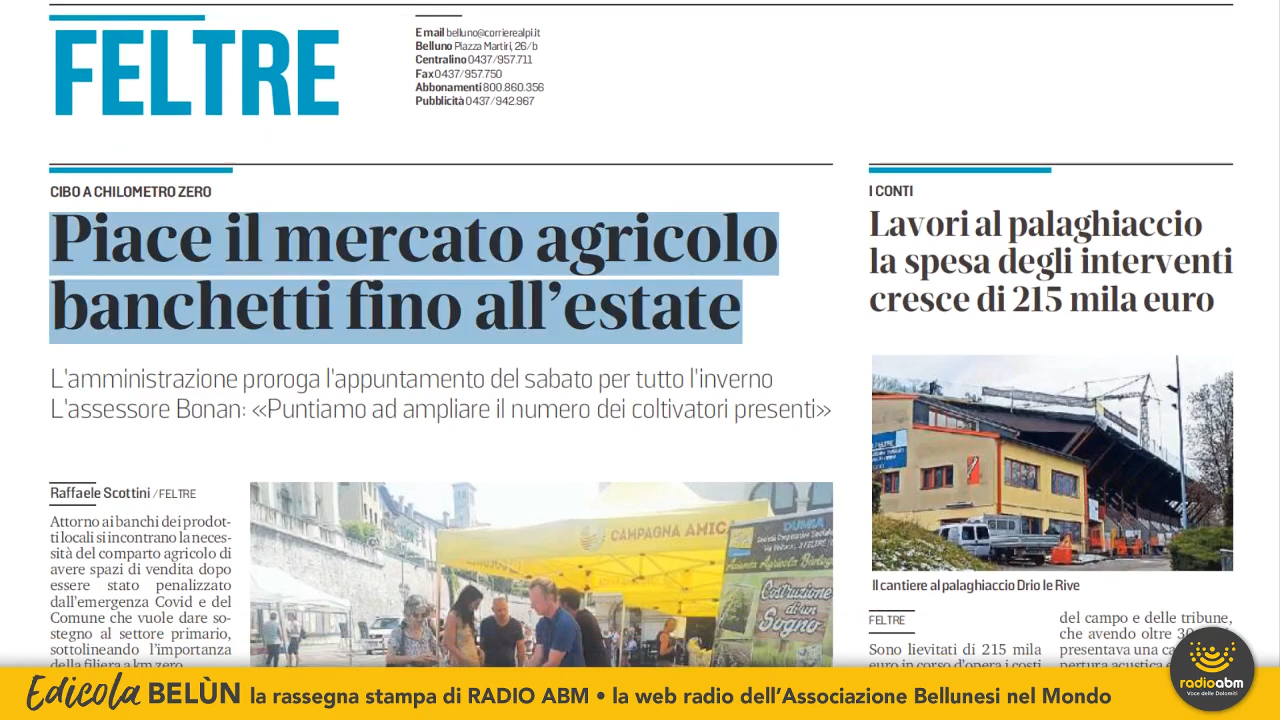 FELTRE
E mail belluno@corrierealpi.it
Belluno Piazza Martiri, 26/b
Centralino 0437/957.711
Fax 0437/957.750
Abbonamenti 800.860.356
Pubblicità 0437/942.967
CIBO A CHILOMETRO ZERO
Piace il mercato agricolo
banchetti fino all’estate
L'amministrazione proroga l'appuntamento del sabato per tutto l'inverno
L'assessore Bonan: «Puntiamo ad ampliare il numero dei coltivatori presenti»
Raffaele Scottini / FELTRE
Attorno ai banchi dei prodot-
ti locali si incontrano la neces-
sità del comparto agricolo di
avere spazi di vendita dopo
essere stato penalizzato
dall'emergenza Covid e del
Comune che vuole dare so-
stegno al settore primario,
sottolineando l'importanza
della filiera a km zero
CAMPAGNA AMIC
DUMIA
Costruzione
di un
Sogno
I CONTI
Lavori al palaghiaccio
la spesa degli interventi
cresce di 215 mila euro
Il cantiere al palaghiaccio Drio le Rive
FELTRE
Sono lievitati di 215 mila
euro in corso d'opera i costi
del campo e delle tribune,
che avendo oltre 30
presentava una ca
pertura acustica e
Edicola BELÙN la rassegna stampa di RADIO ABM • la web radio dell’Associazione Bellunesi nel Mondo
radioabm
Voce delle Dolomiti